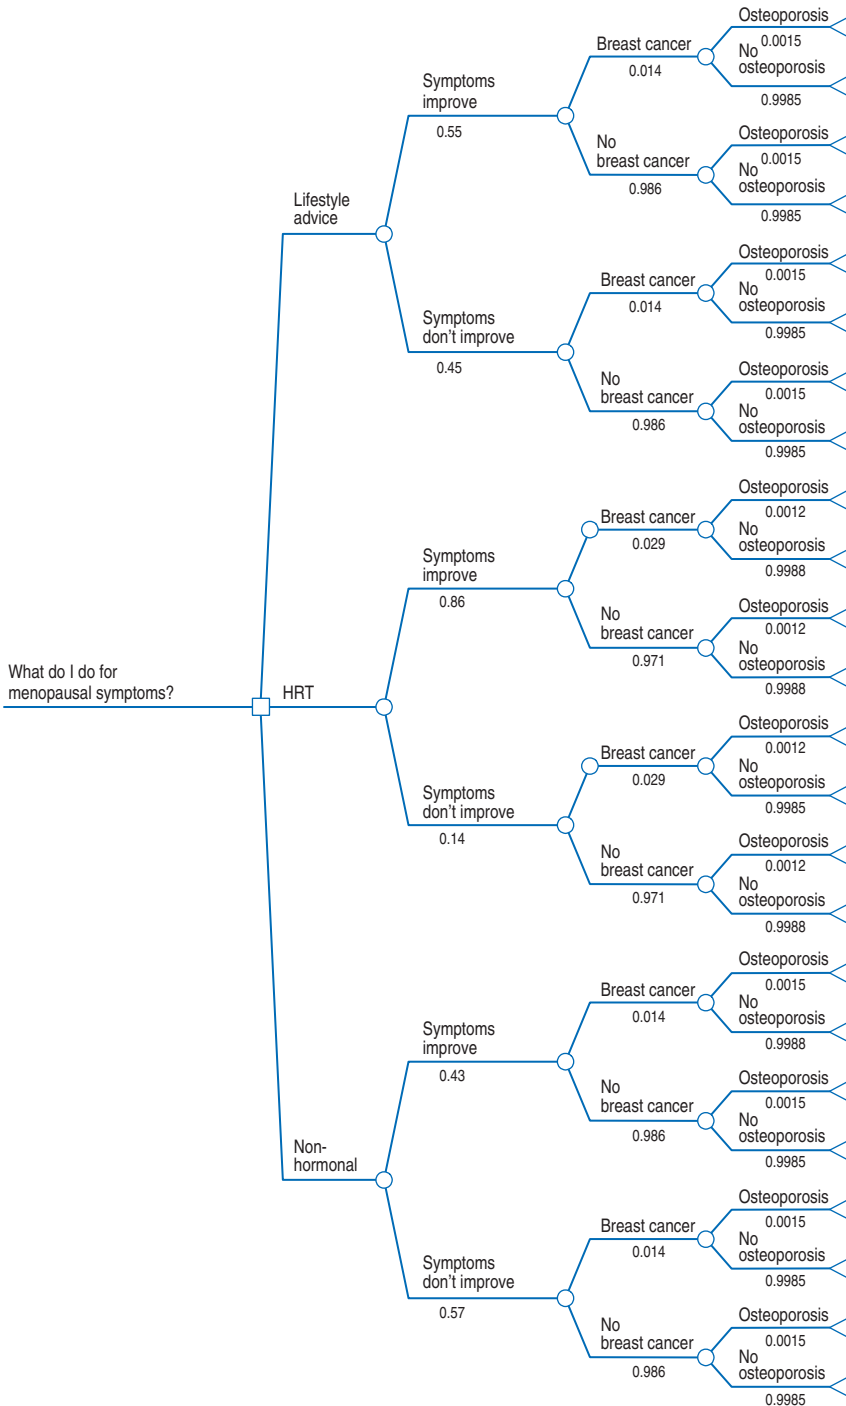 Osteoporosis
0.0015
No
osteoporosis
0.9985
Breast cancer
0.014
Symptoms
improve
0.55
Osteoporosis
0.0015
No
osteoporosis
0.9985
No
breast cancer
0.986
Lifestyle
advice
Osteoporosis
0.0015
No
osteoporosis
0.9985
Breast cancer
0.014
Symptoms
don't improve
0.45
Osteoporosis
0.0015
No
osteoporosis
0.9985
No
breast cancer
0.986
Osteoporosis
0.0012
No
osteoporosis
0.9988
Breast cancer
0.029
Symptoms
improve
0.86
Osteoporosis
0.0012
No
osteoporosis
0.9988
No
breast cancer
0.971
What do I do for
menopausal symptoms?
HRT
Osteoporosis
0.0012
No
osteoporosis
0.9985
Breast cancer
0.029
Symptoms
don't improve
0.14
Osteoporosis
0.0012
No
osteoporosis
0.9988
No
breast cancer
0.971
Osteoporosis
0.0015
No
osteoporosis
0.9988
Breast cancer
0.014
Symptoms
improve
0.43
Osteoporosis
0.0015
No
osteoporosis
0.9985
No
breast cancer
0.986
Non-
hormonal
Osteoporosis
0.0015
No
osteoporosis
0.9985
Breast cancer
0.014
Symptoms
don't improve
0.57
Osteoporosis
0.0015
No
osteoporosis
0.9985
No
breast cancer
0.986